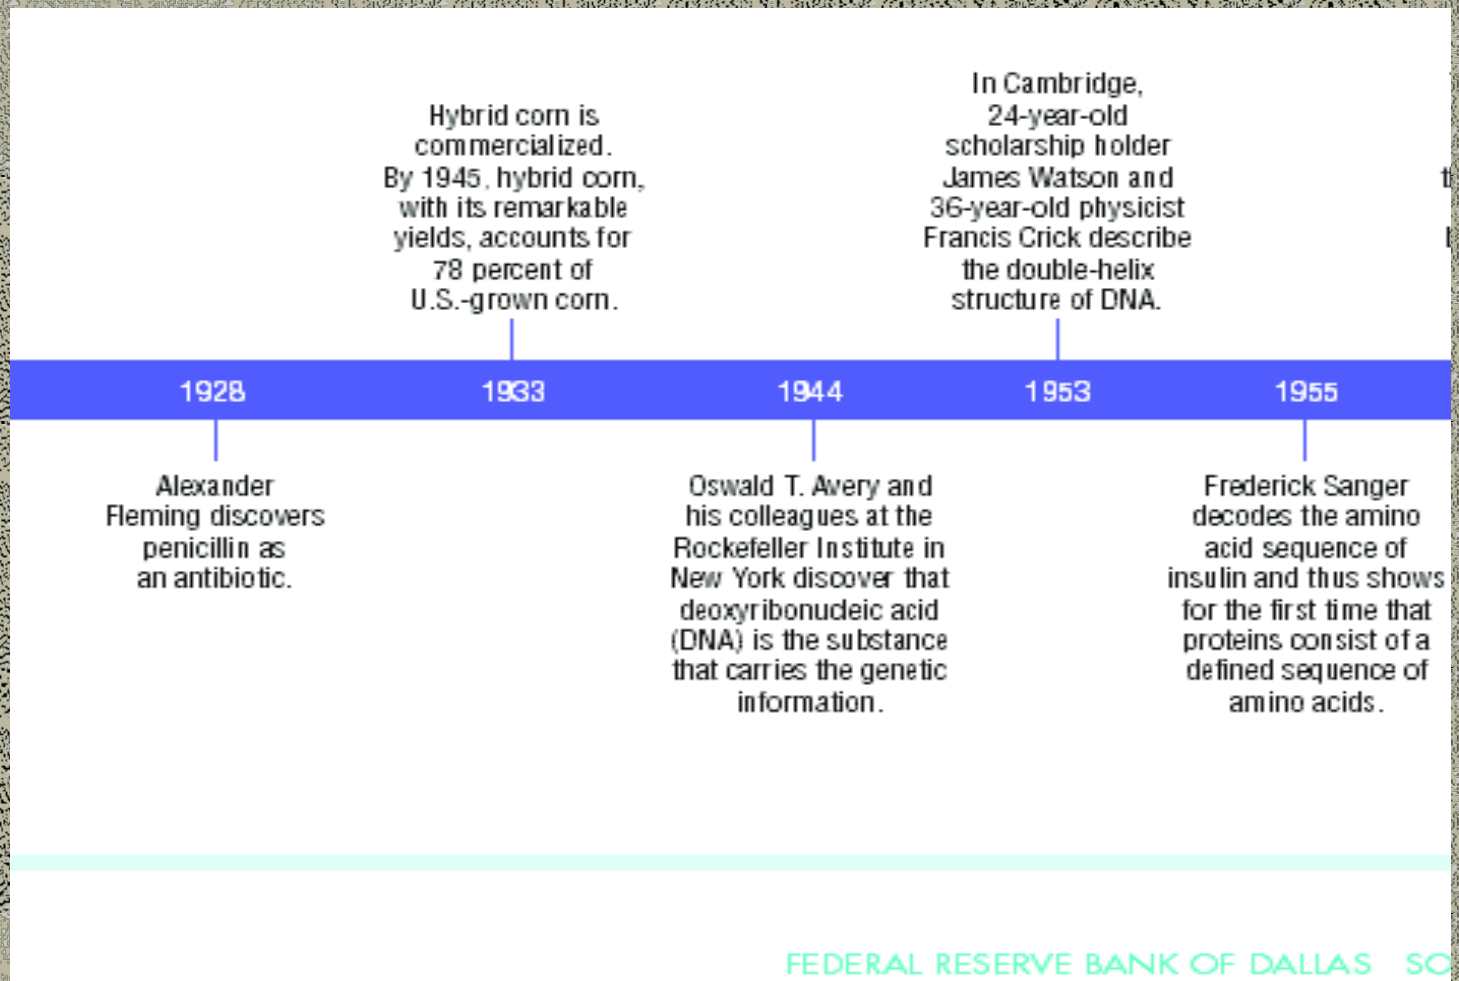 Hybrid corn is
commercialized.
By 1945, hybrid corn,
with its remarkable
yields, accounts for
78 percent of
U.S.-grown corn.
In Cambridge,
24-year-old
scholarship holder
James Watson and
36-year-old physicist
Francis Crick describe
the double-helix
structure of DNA.
1928 1933 1944 1953 1955
Alexander
Fleming discovers
penicillin as
an antibiotic.
Oswald T. Avery and
his colleagues at the
Rockefeller Institute in
New York discover that
deoxyribonucleic acid
(DNA) is the substance
that carries the genetic
information.
Frederick Sanger
decodes the amino
acid sequence of
insulin and thus shows
for the first time that
proteins consist of a
defined sequence of
amino acids.
FEDERAL RESERVE BANK OF DALLAS